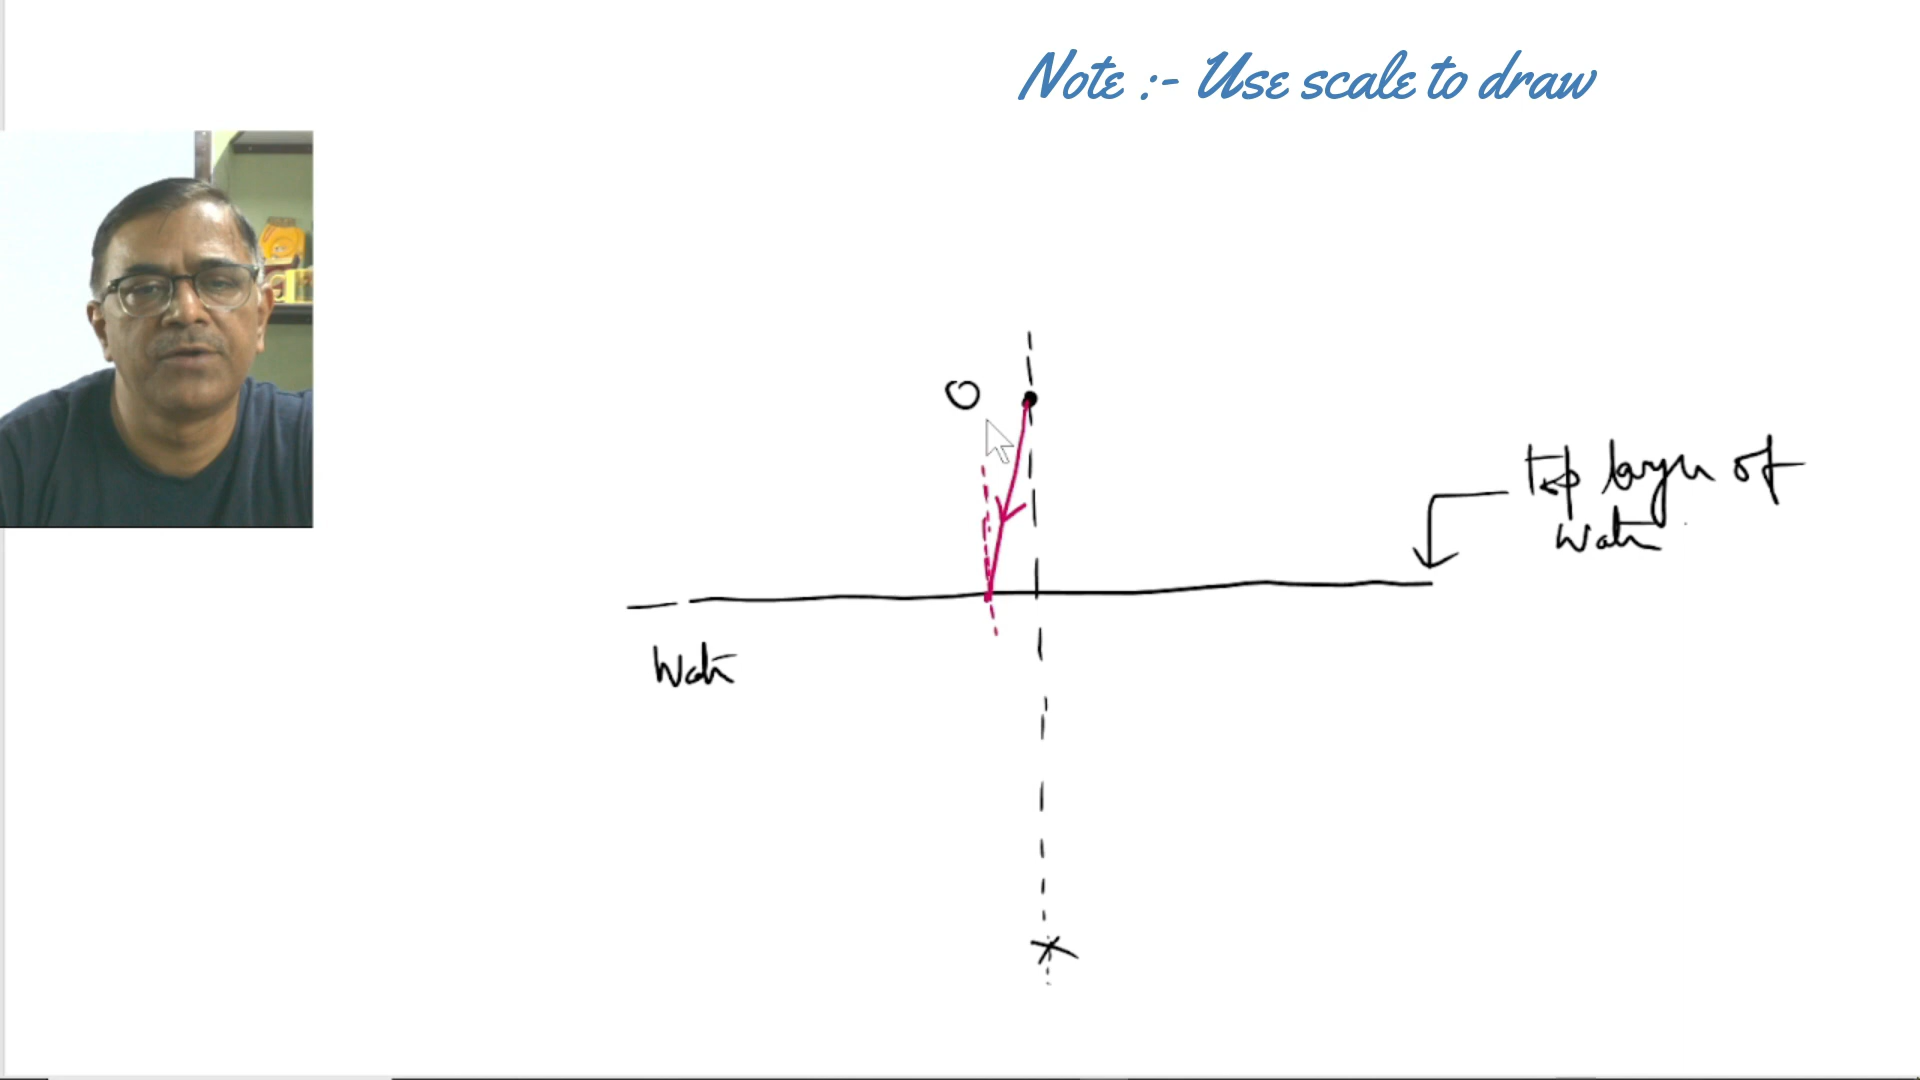 Note :- Use scale to draw
O
top layer of
Water
Water